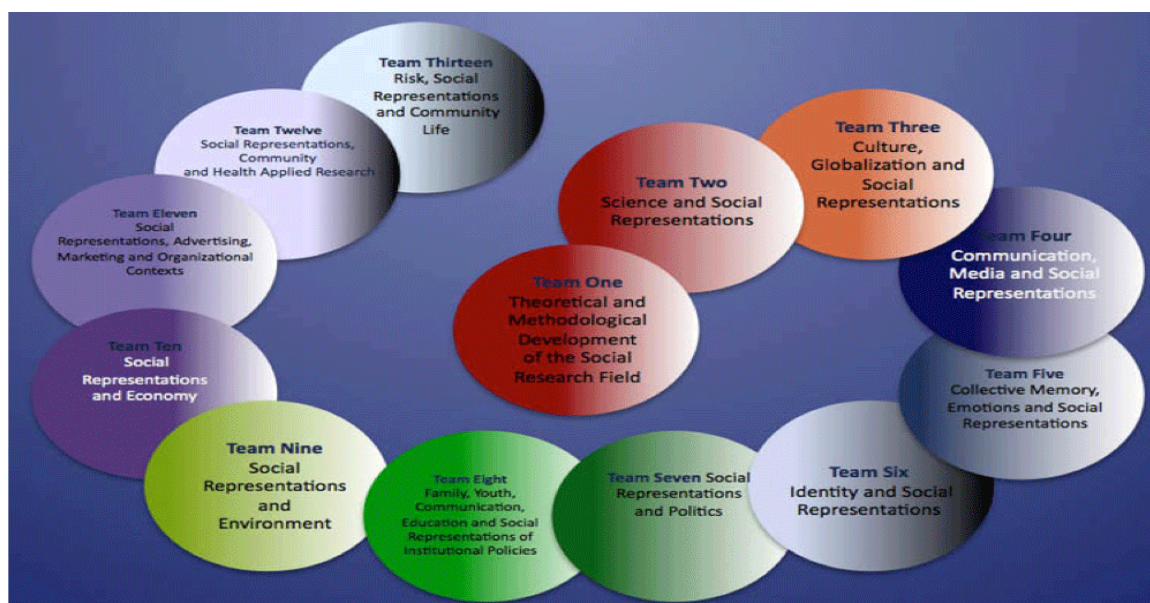 Team One
Theoretical and
Methodological
Development
of the Social
Research Field
Team Two
Science and Social
Representations
Team Three
Culture,
Globalization and
Social
Representations
Team Four
Communication,
Media and Social
Representations
Team Five
Collective Memory,
Emotions and Social
Representations
Team Six
Identity and Social
Representations
Team Seven Social
Representations
and Politics
Team Eight
Family, Youth,
Communication,
Education and Social
Representations of
Institutional Policies
Team Nine
Social
Representations
and
Environment
Team Ten
Social
Representations
and Economy
Team Eleven
Social
Representations, Advertising,
Marketing and Organizational
Contexts
Team Twelve
Social Representations,
Community
and Health Applied Research
Team Thirteen
Risk, Social
Representations
and Community
Life